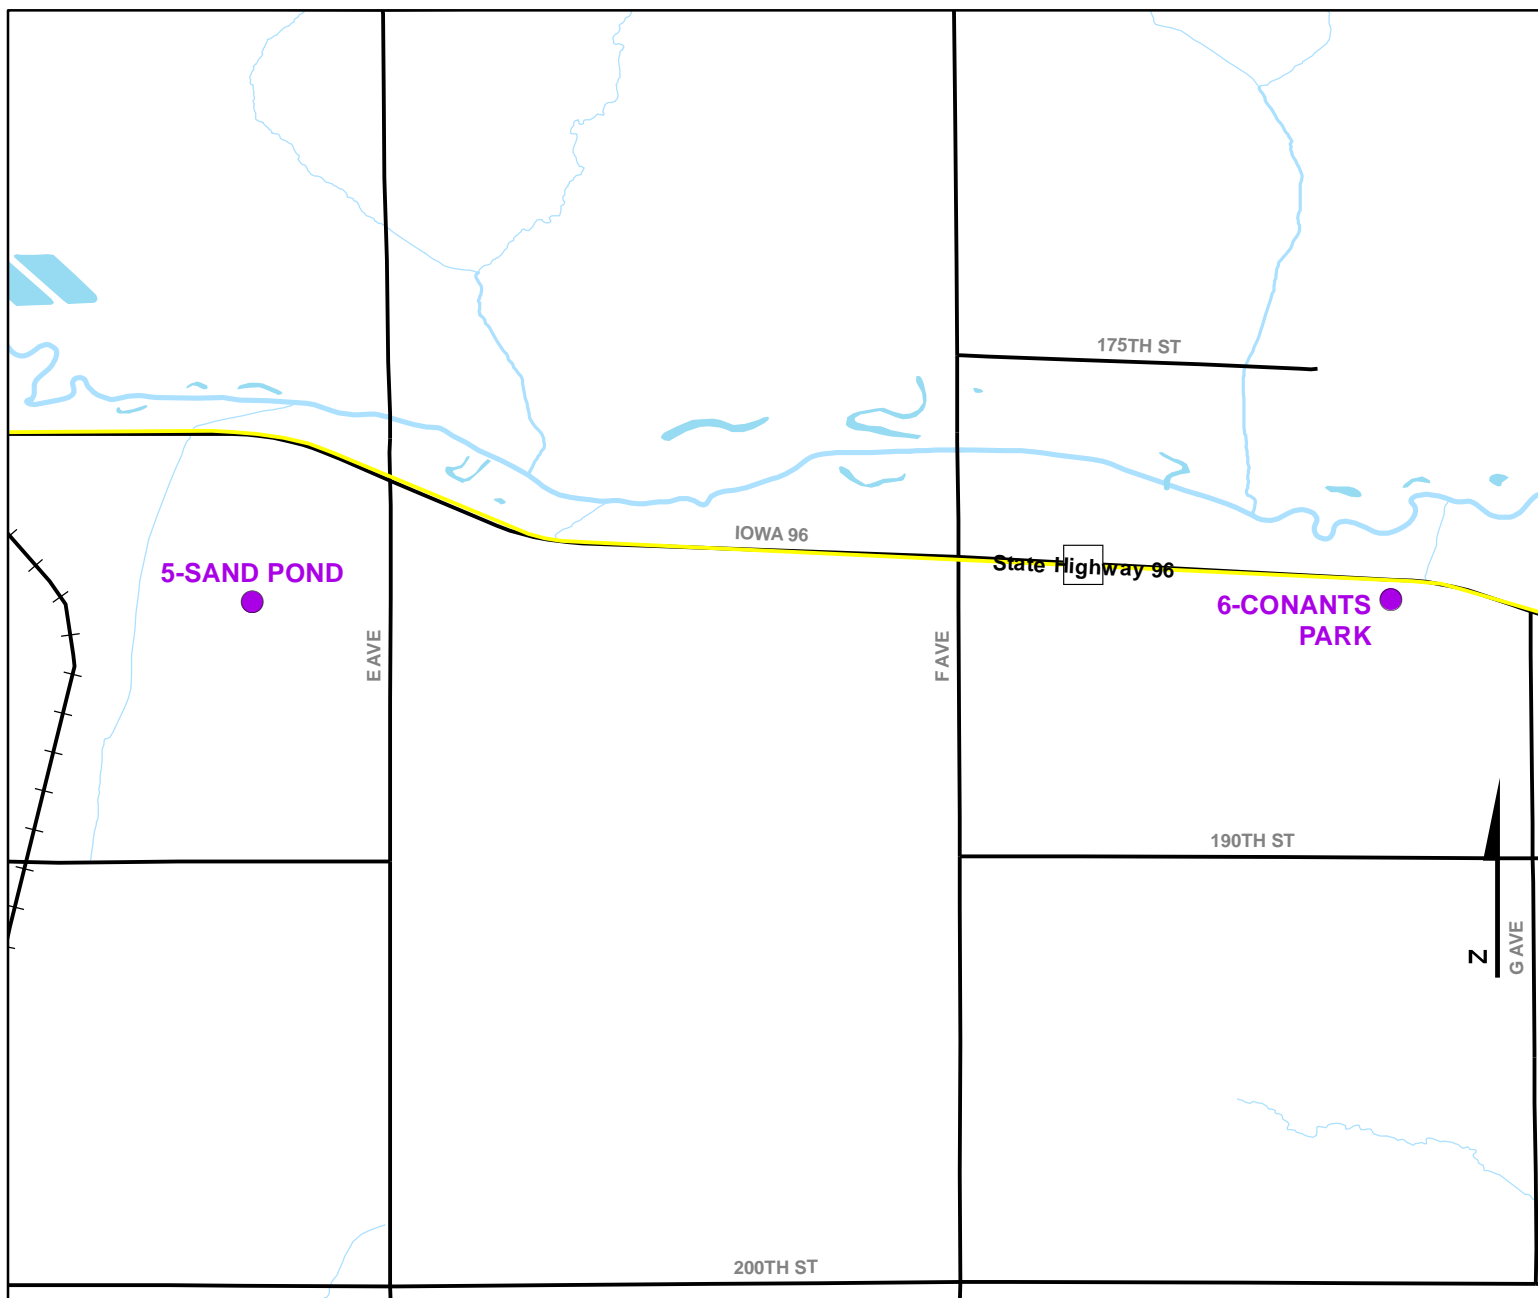 175TH ST
IOWA 96
State Highway 96
5-SAND POND
6-CONANTS
PARK
E AVE
F AVE
190TH ST
G AVE
N
200TH ST